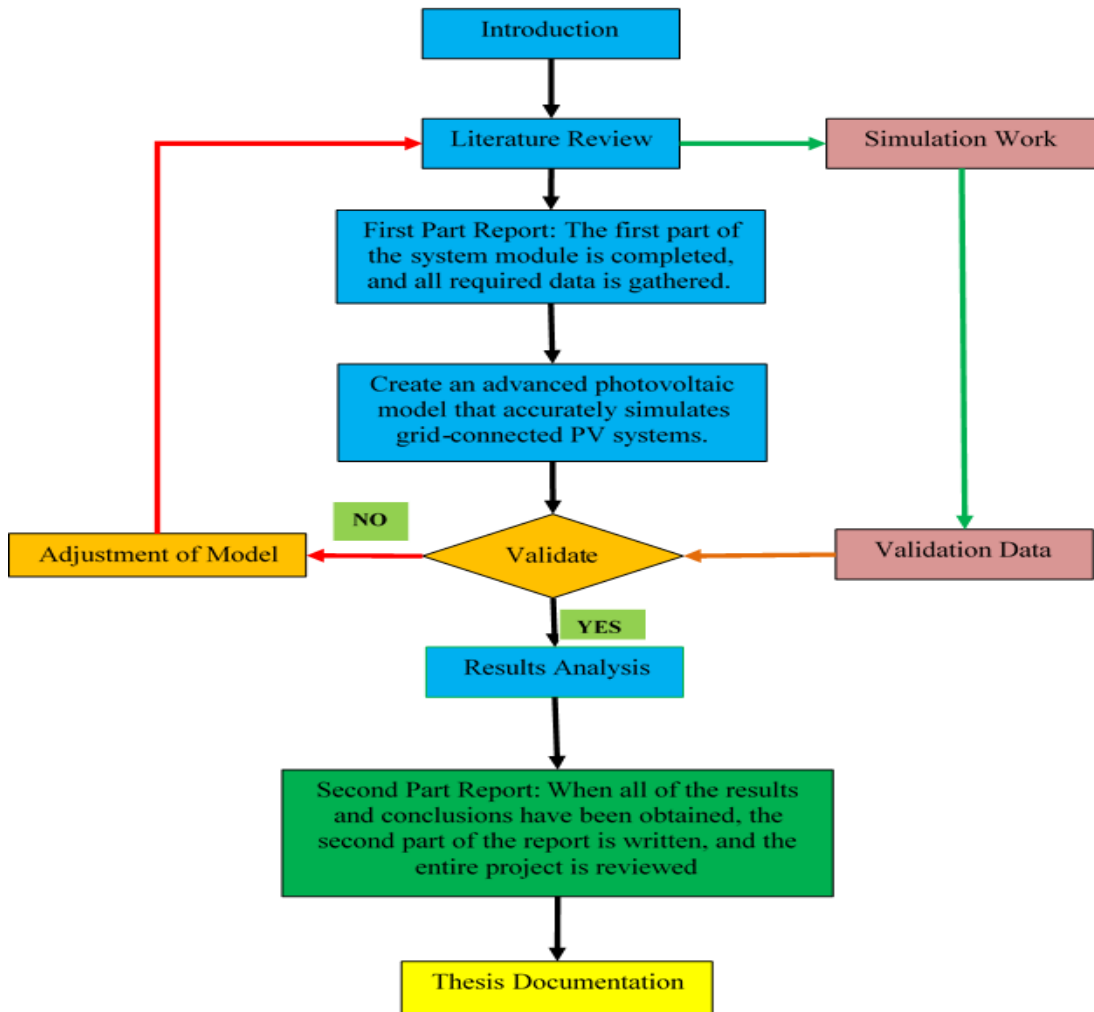 Introduction
Literature Review
Simulation Work
First Part Report: The first part of
the system module is completed,
and all required data is gathered.
Create an advanced photovoltaic
model that accurately simulates
grid-connected PV systems.
NO
Adjustment of Model
Validate
Validation Data
YES
Results Analysis
Second Part Report: When all of the results
and conclusions have been obtained, the
second part of the report is written, and the
entire project is reviewed
Thesis Documentation